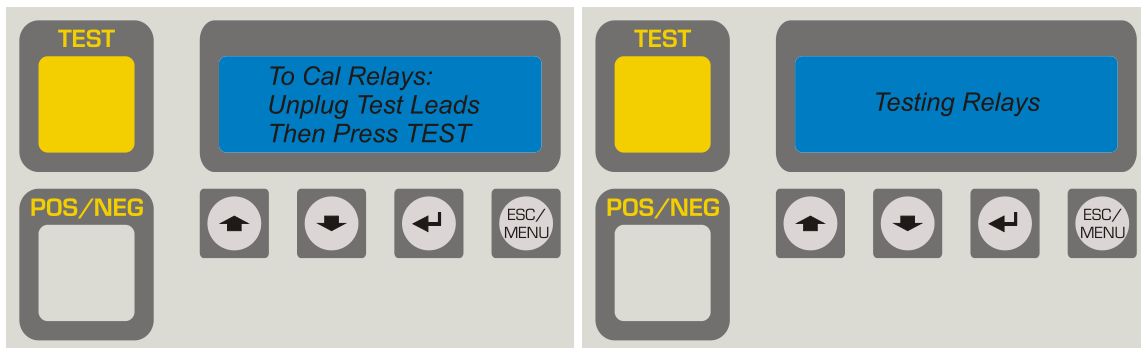 TEST
To Cal Relays:
Unplug Test Leads
Then Press TEST
POS/NEG
ESC/
MENU
TEST
Testing Relays
POS/NEG
ESC/
MENU